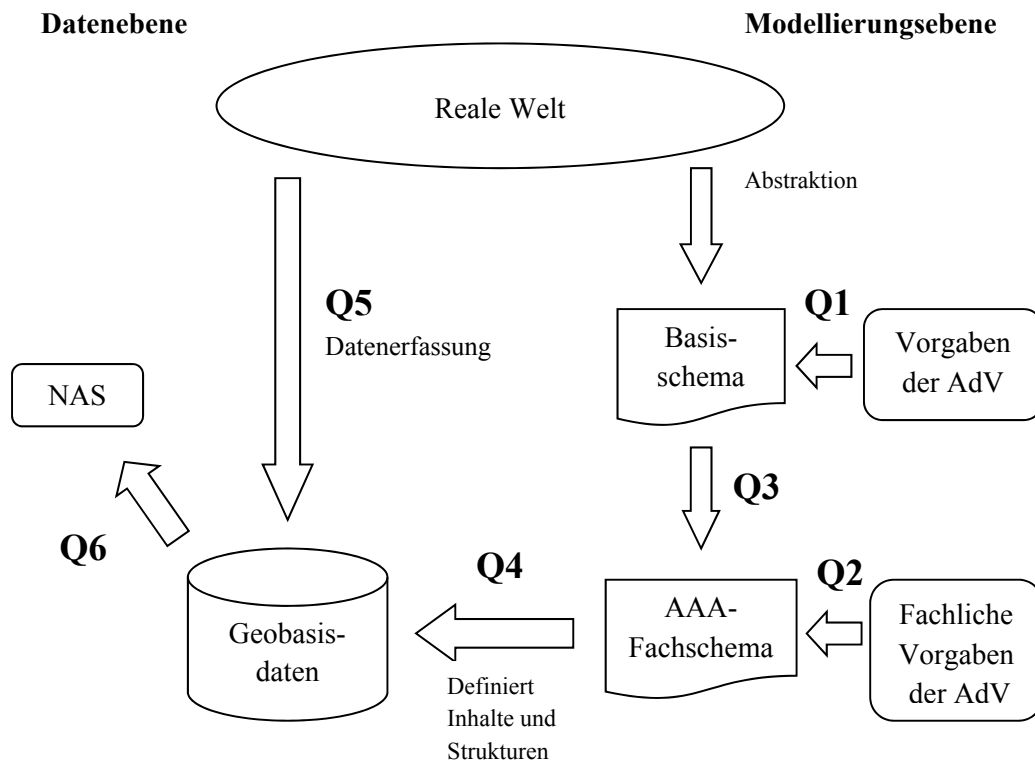 Datenebene
Modellierungsebene
Reale Welt
Abstraktion
Q5
Datenerfassung
Q1
Basis-
schema
Vorgaben
der AdV
NAS
Q3
Q6
Q4
Q2
Geobasis-
daten
AAA-
Fachschema
Fachliche
Vorgaben
der AdV
Definiert
Inhalte und
Strukturen